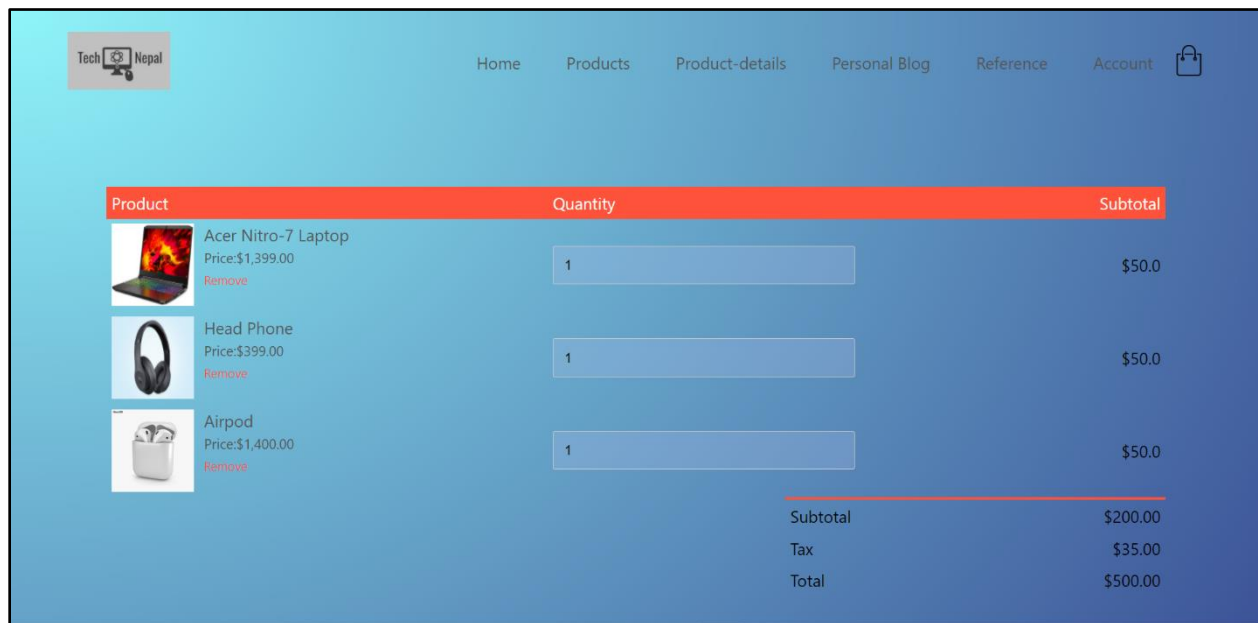 Tech Nepal
Home Products Product-details Personal Blog Reference Account
Product Quantity Subtotal
Acer Nitro-7 Laptop
Price:$1,399.00
Remove
1 $50.0
Head Phone
Price:$399.00
Remove
1 $50.0
Airpod
Price:$1,400.00
Remove
1 $50.0
Subtotal $200.00
Tax $35.00
Total $500.00